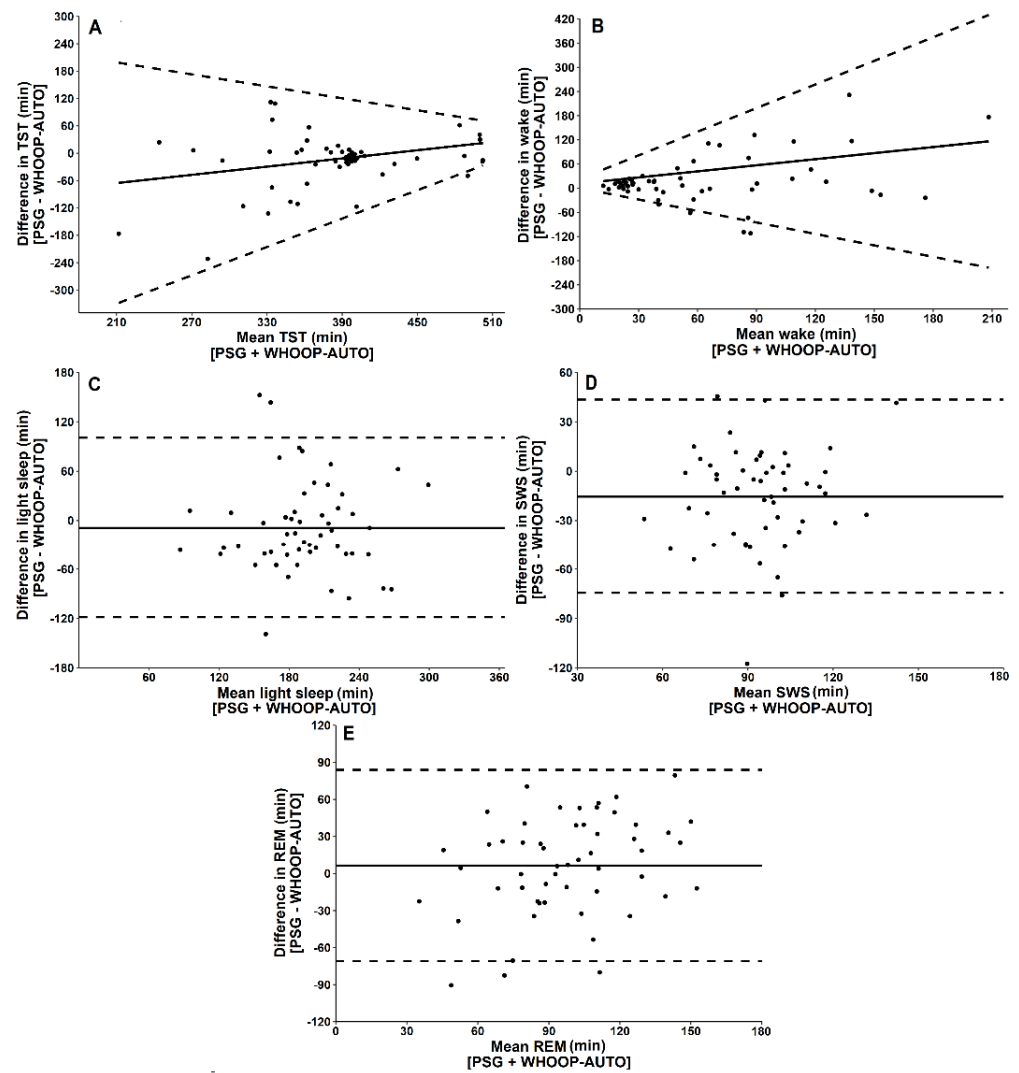 A
Difference in TST (min)
[PSG - WHOOP-AUTO]
300
240
180
120
60
0
-60
-120
-180
-240
-300
210 270 330 390 450 510
Mean TST (min)
[PSG + WHOOP-AUTO]
B
Difference in wake (min)
[PSG - WHOOP-AUTO]
420
360
300
240
180
120
60
0
-60
-120
-180
-240
-300
0 30 60 90 120 150 180 210
Mean wake (min)
[PSG + WHOOP-AUTO]
C
Difference in light sleep (min)
[PSG - WHOOP-AUTO]
180
120
60
0
-60
-120
-180
60 120 180 240 300 360
Mean light sleep (min)
[PSG + WHOOP-AUTO]
D
Difference in SWS (min)
[PSG - WHOOP-AUTO]
60
30
0
-30
-60
-90
-120
30 60 90 120 150 180
Mean SWS (min)
[PSG + WHOOP-AUTO]
E
Difference in REM (min)
[PSG - WHOOP-AUTO]
120
90
60
30
0
-30
-60
-90
-120
0 30 60 90 120 150 180
Mean REM (min)
[PSG + WHOOP-AUTO]